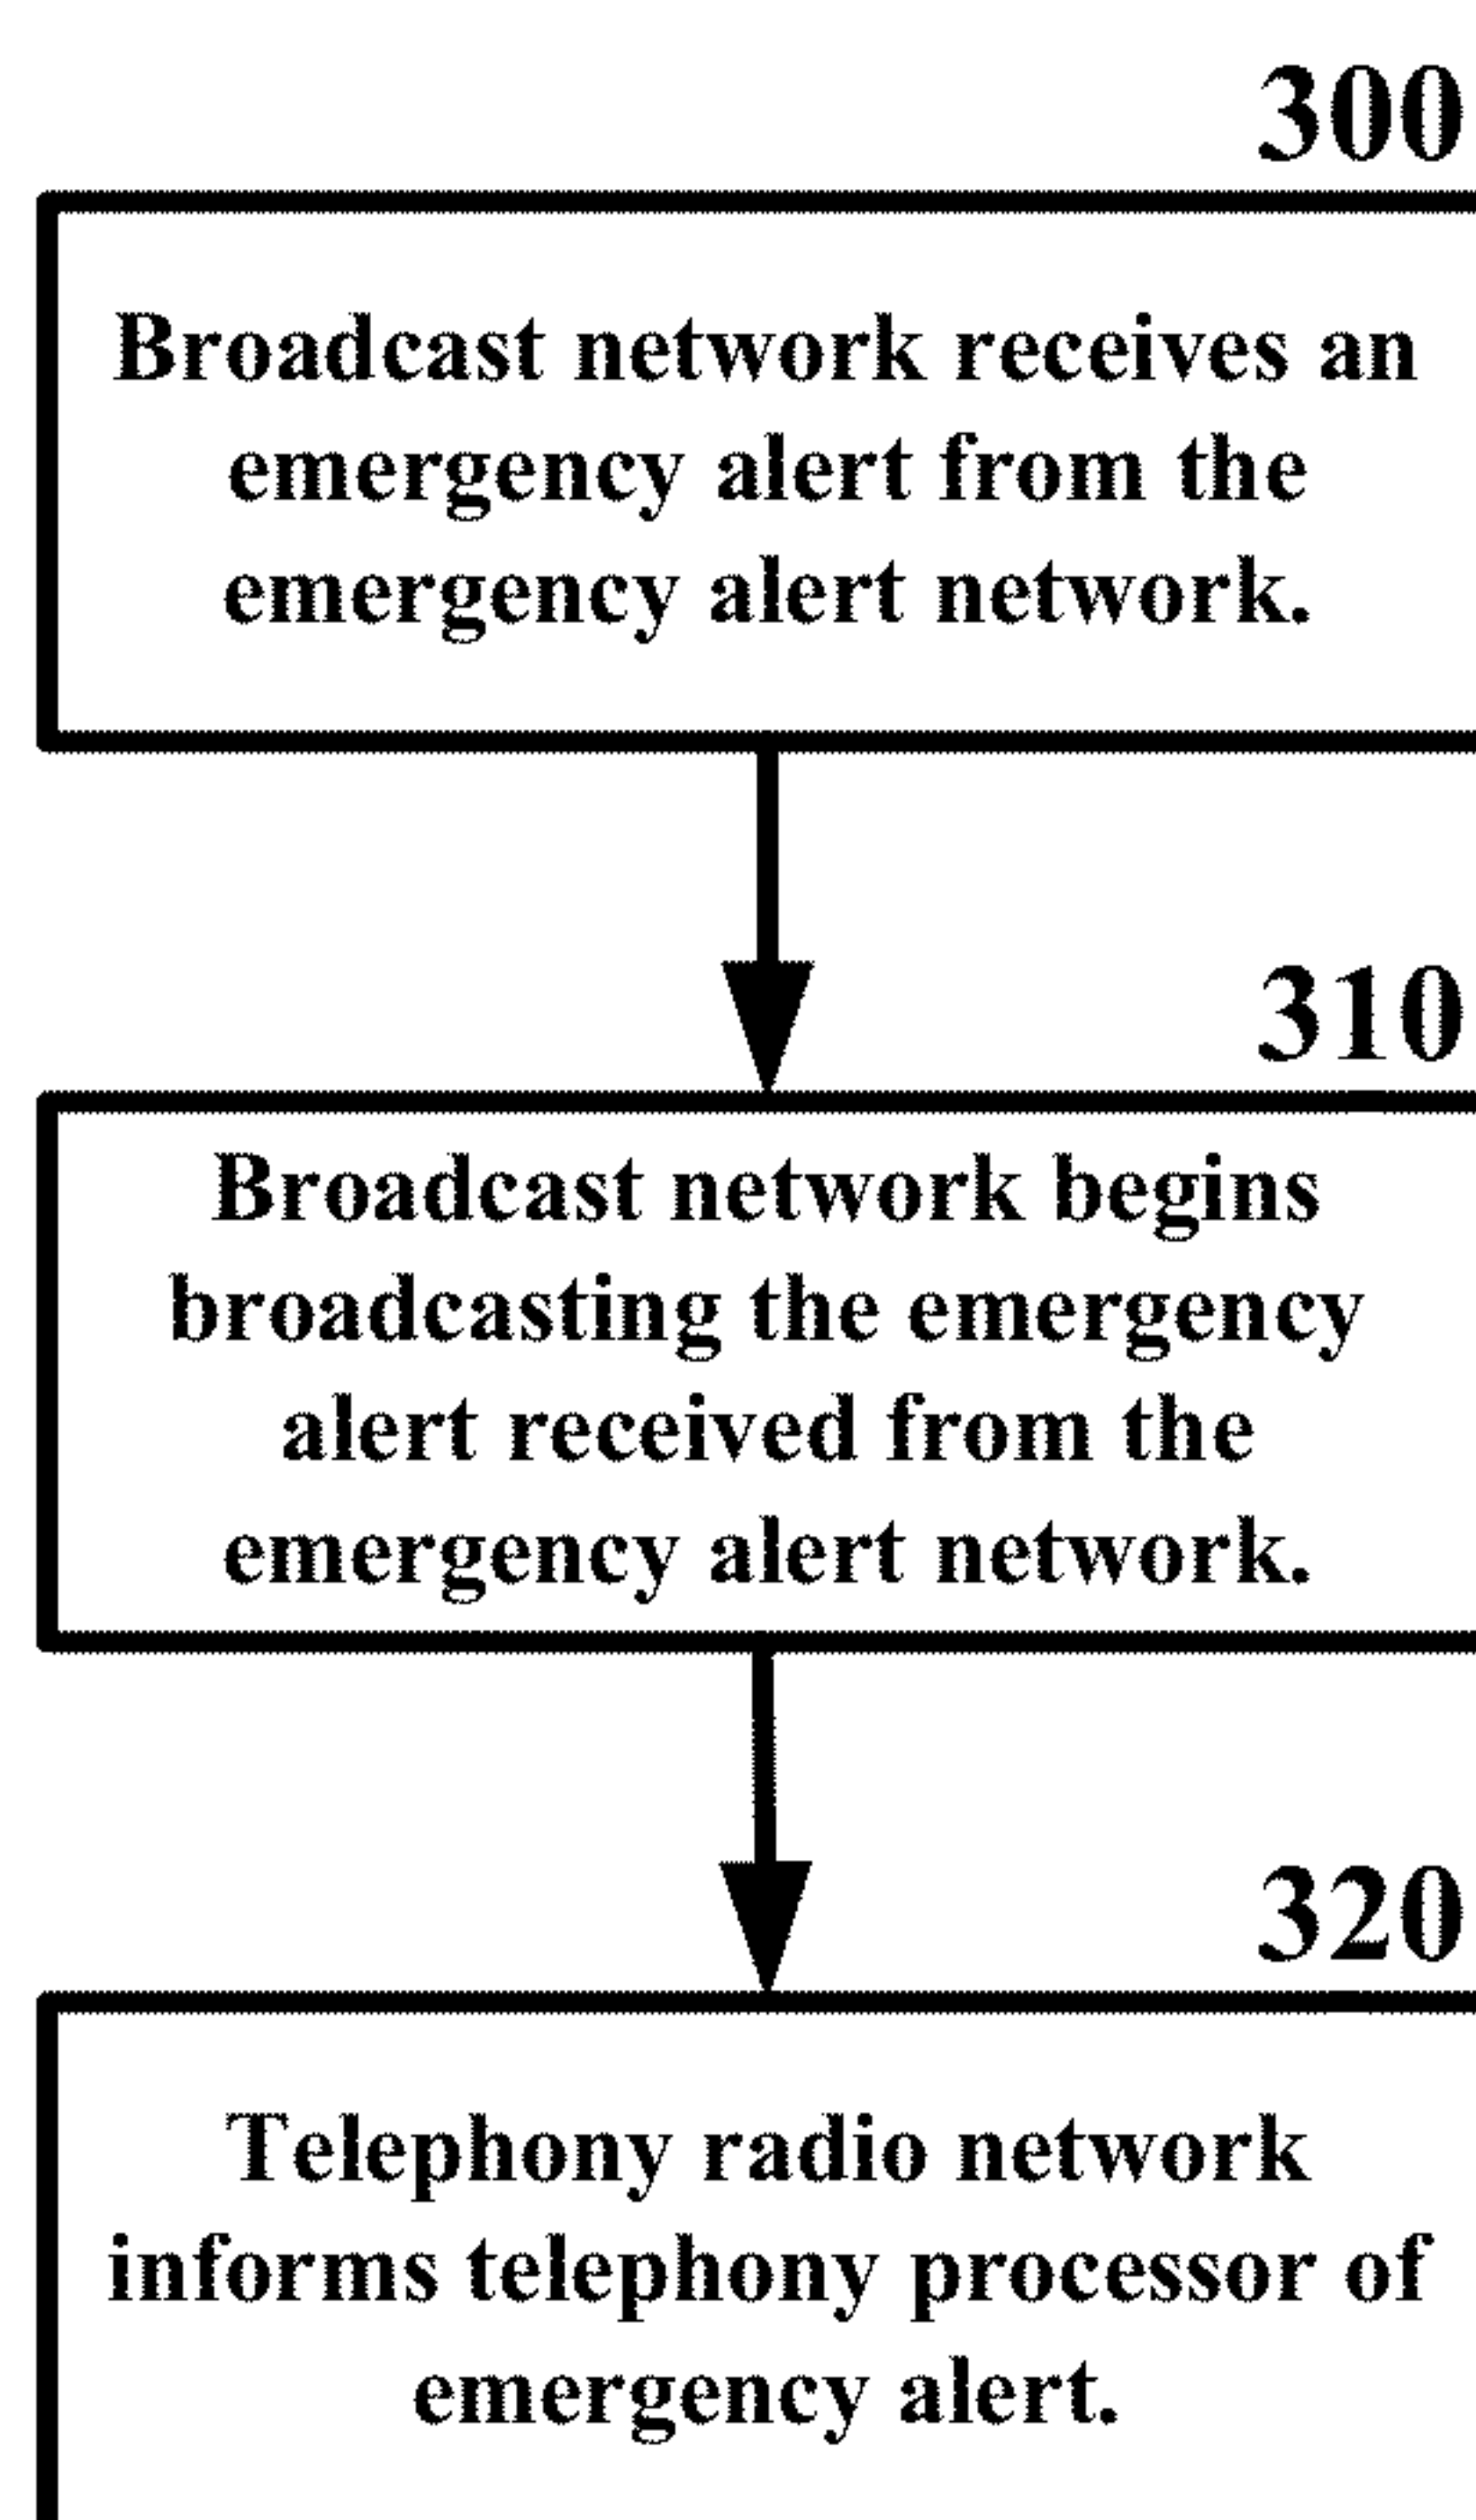 300
Broadcast network receives an
emergency alert from the
emergency alert network.
310
Broadcast network begins
broadcasting the emergency
alert received from the
emergency alert network.
320
Telephony radio network
informs telephony processor of
emergency alert.